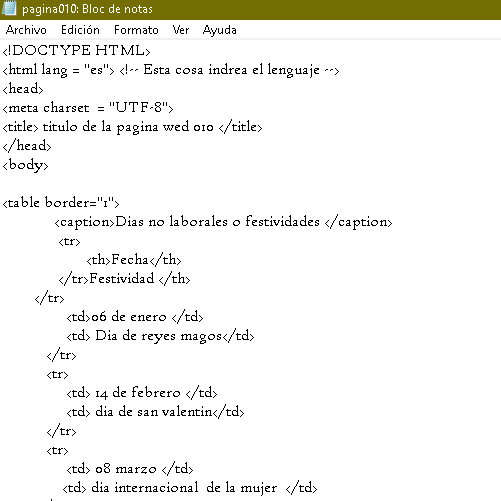 pagina010: Bloc de notas
Archivo Edición Formato Ver Ayuda
<!DOCTYPE HTML>
<html lang = "es"> <!-- Esta cosa indrea el lenguaje -->
<head>
<meta charset = "UTF-8">
<title> titulo de la pagina wed 010 </title>
</head>
<body>
<table border="1">
<caption>Dias no laborales o festividades </caption>
<tr>
<th>Fecha</th>
</tr>Festividad </th>
</tr>
<td>06 de enero </td>
<td> Dia de reyes magos</td>
</tr>
<tr>
<td> 14 de febrero </td>
<td> dia de san valentin</td>
</tr>
<tr>
<td> 08 marzo </td>
<td> dia internacional de la mujer </td>